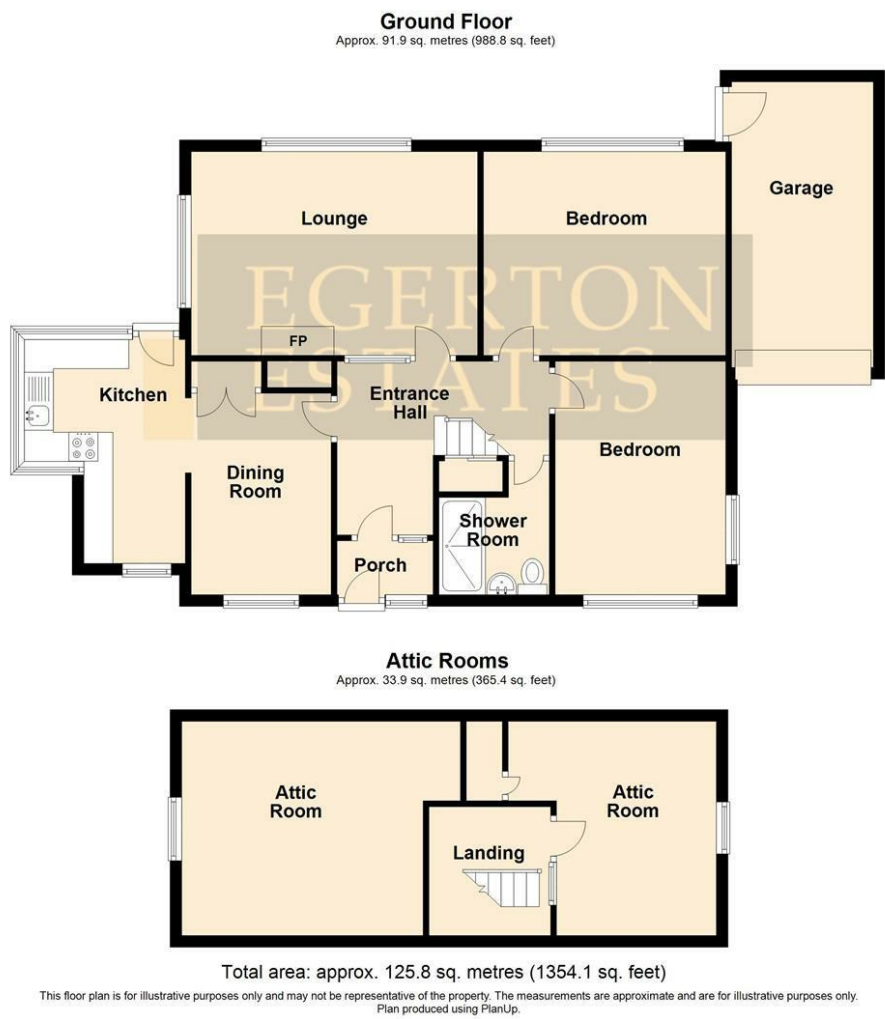 Ground Floor
Approx. 91.9 sq. metres (988.8 sq. feet)
Garage
Lounge
Bedroom
EGERTON
ESTATES
FP
Kitchen
Entrance
Hall
Bedroom
Dining
Room
Shower
Room
Porch
Attic Rooms
Approx. 33.9 sq. metres (365.4 sq. feet)
Attic
Room
Attic
Room
Landing
Total area: approx. 125.8 sq. metres (1354.1 sq. feet)
This floor plan is for illustrative purposes only and may not be representative of the property. The measurements are approximate and are for illustrative purposes only.
Plan produced using PlanUp.